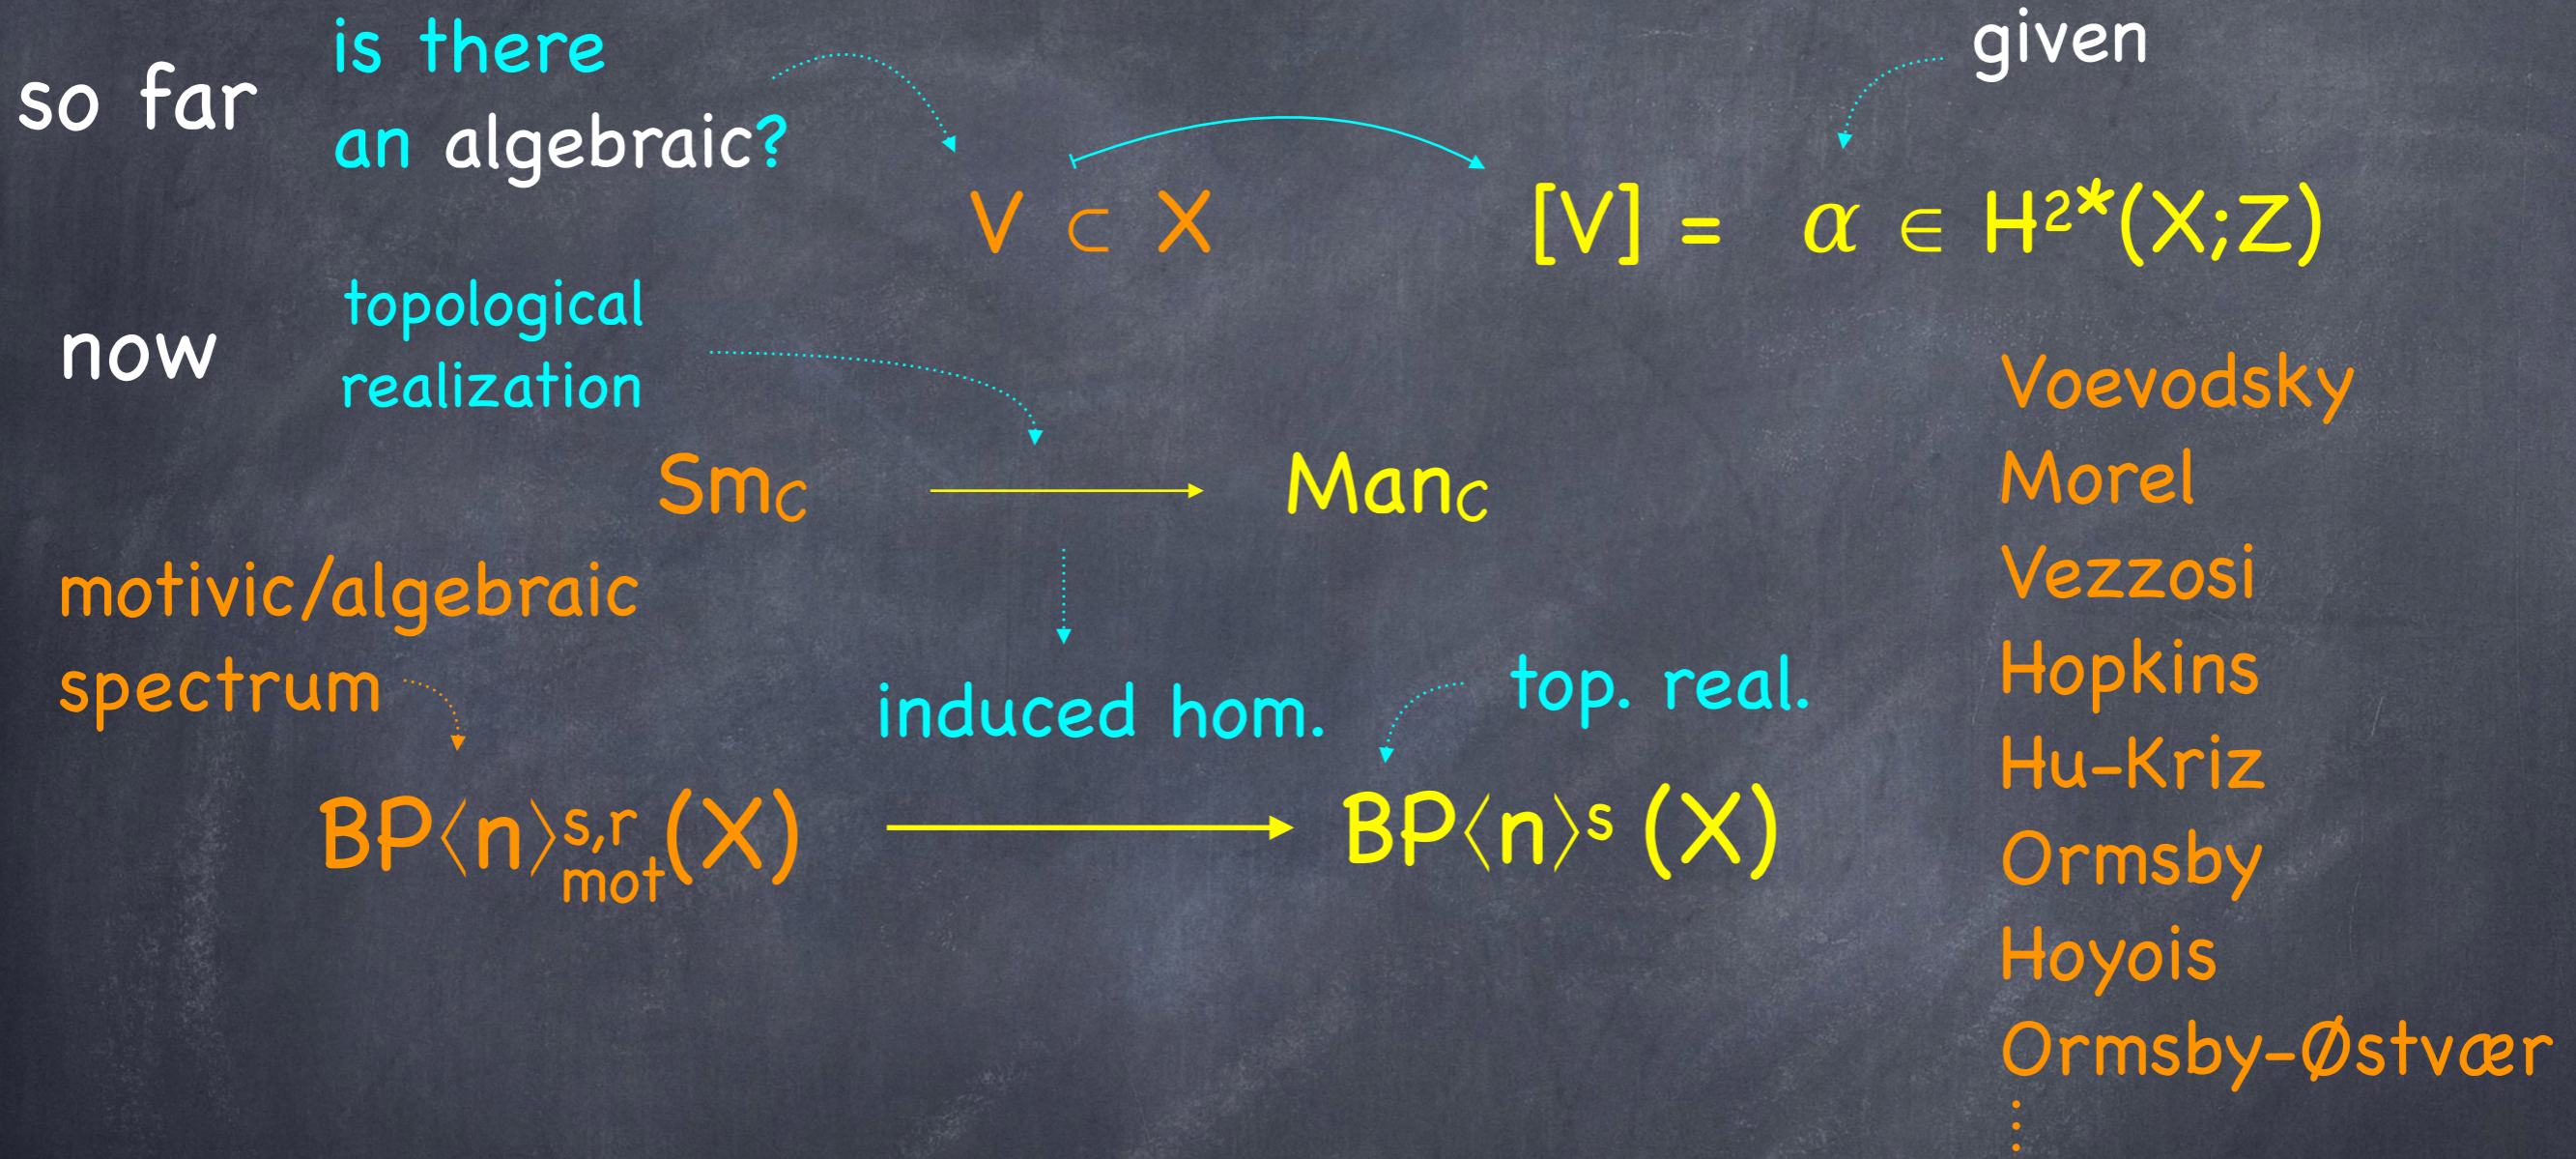 so far
is there
an algebraic?
given
V ⊂ X
[V] = α ∈ H²*(X;Z)
now
topological
realization
SmC
ManC
motivic/algebraic
spectrum
induced hom.
top. real.
BP⟨n⟩s,r mot(X)
BP⟨n⟩s (X)
Voevodsky
Morel
Vezzosi
Hopkins
Hu-Kriz
Ormsby
Hoyois
Ormsby-Østvær
⋮